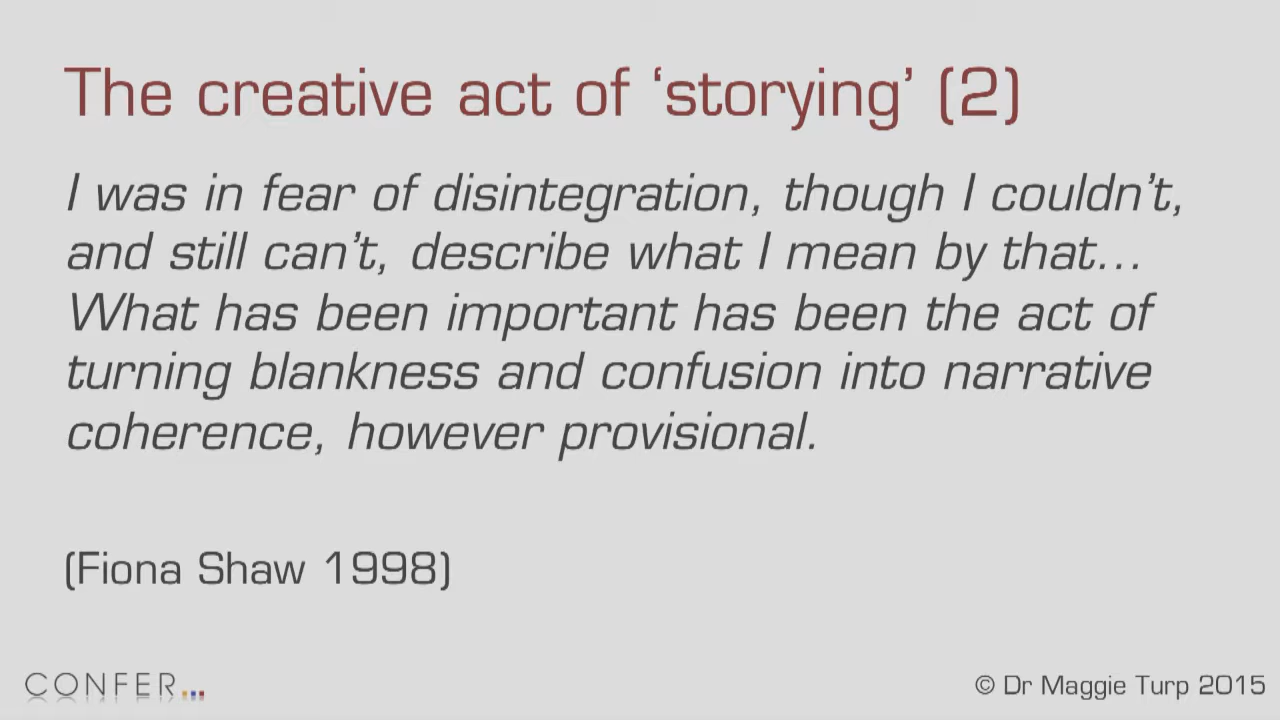 The creative act of ‘storying’ (2)
I was in fear of disintegration, though I couldn’t,
and still can’t, describe what I mean by that...
What has been important has been the act of
turning blankness and confusion into narrative
coherence, however provisional.
(Fiona Shaw 1998)
CONFER...
© Dr Maggie Turp 2015